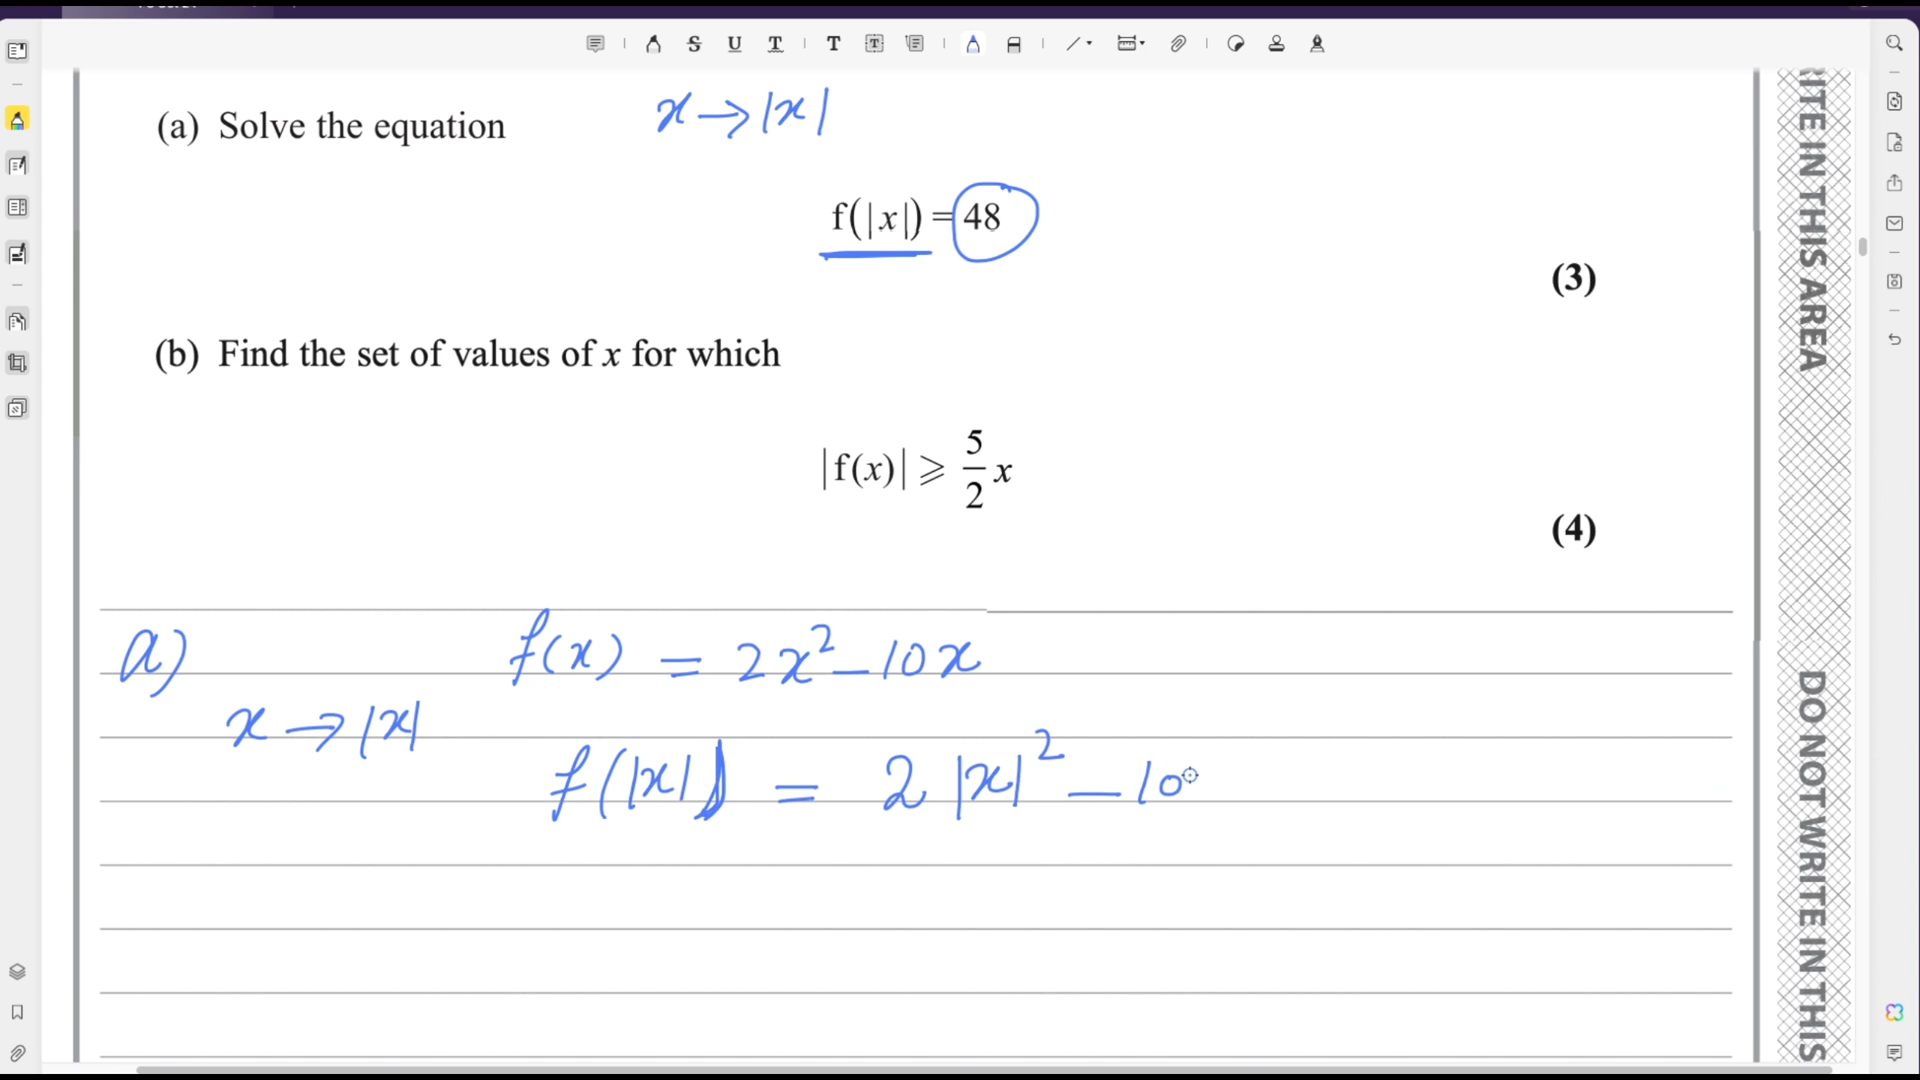 (a) Solve the equation x → |x|
f(|x|) = 48
(3)
(b) Find the set of values of x for which
|f(x)| ⩾ 5/2 x
(4)
a) f(x) = 2x² – 10x
x → |x|
f(|x|) = 2|x|² – 10
RITE IN THIS AREA
DO NOT WRITE IN THIS